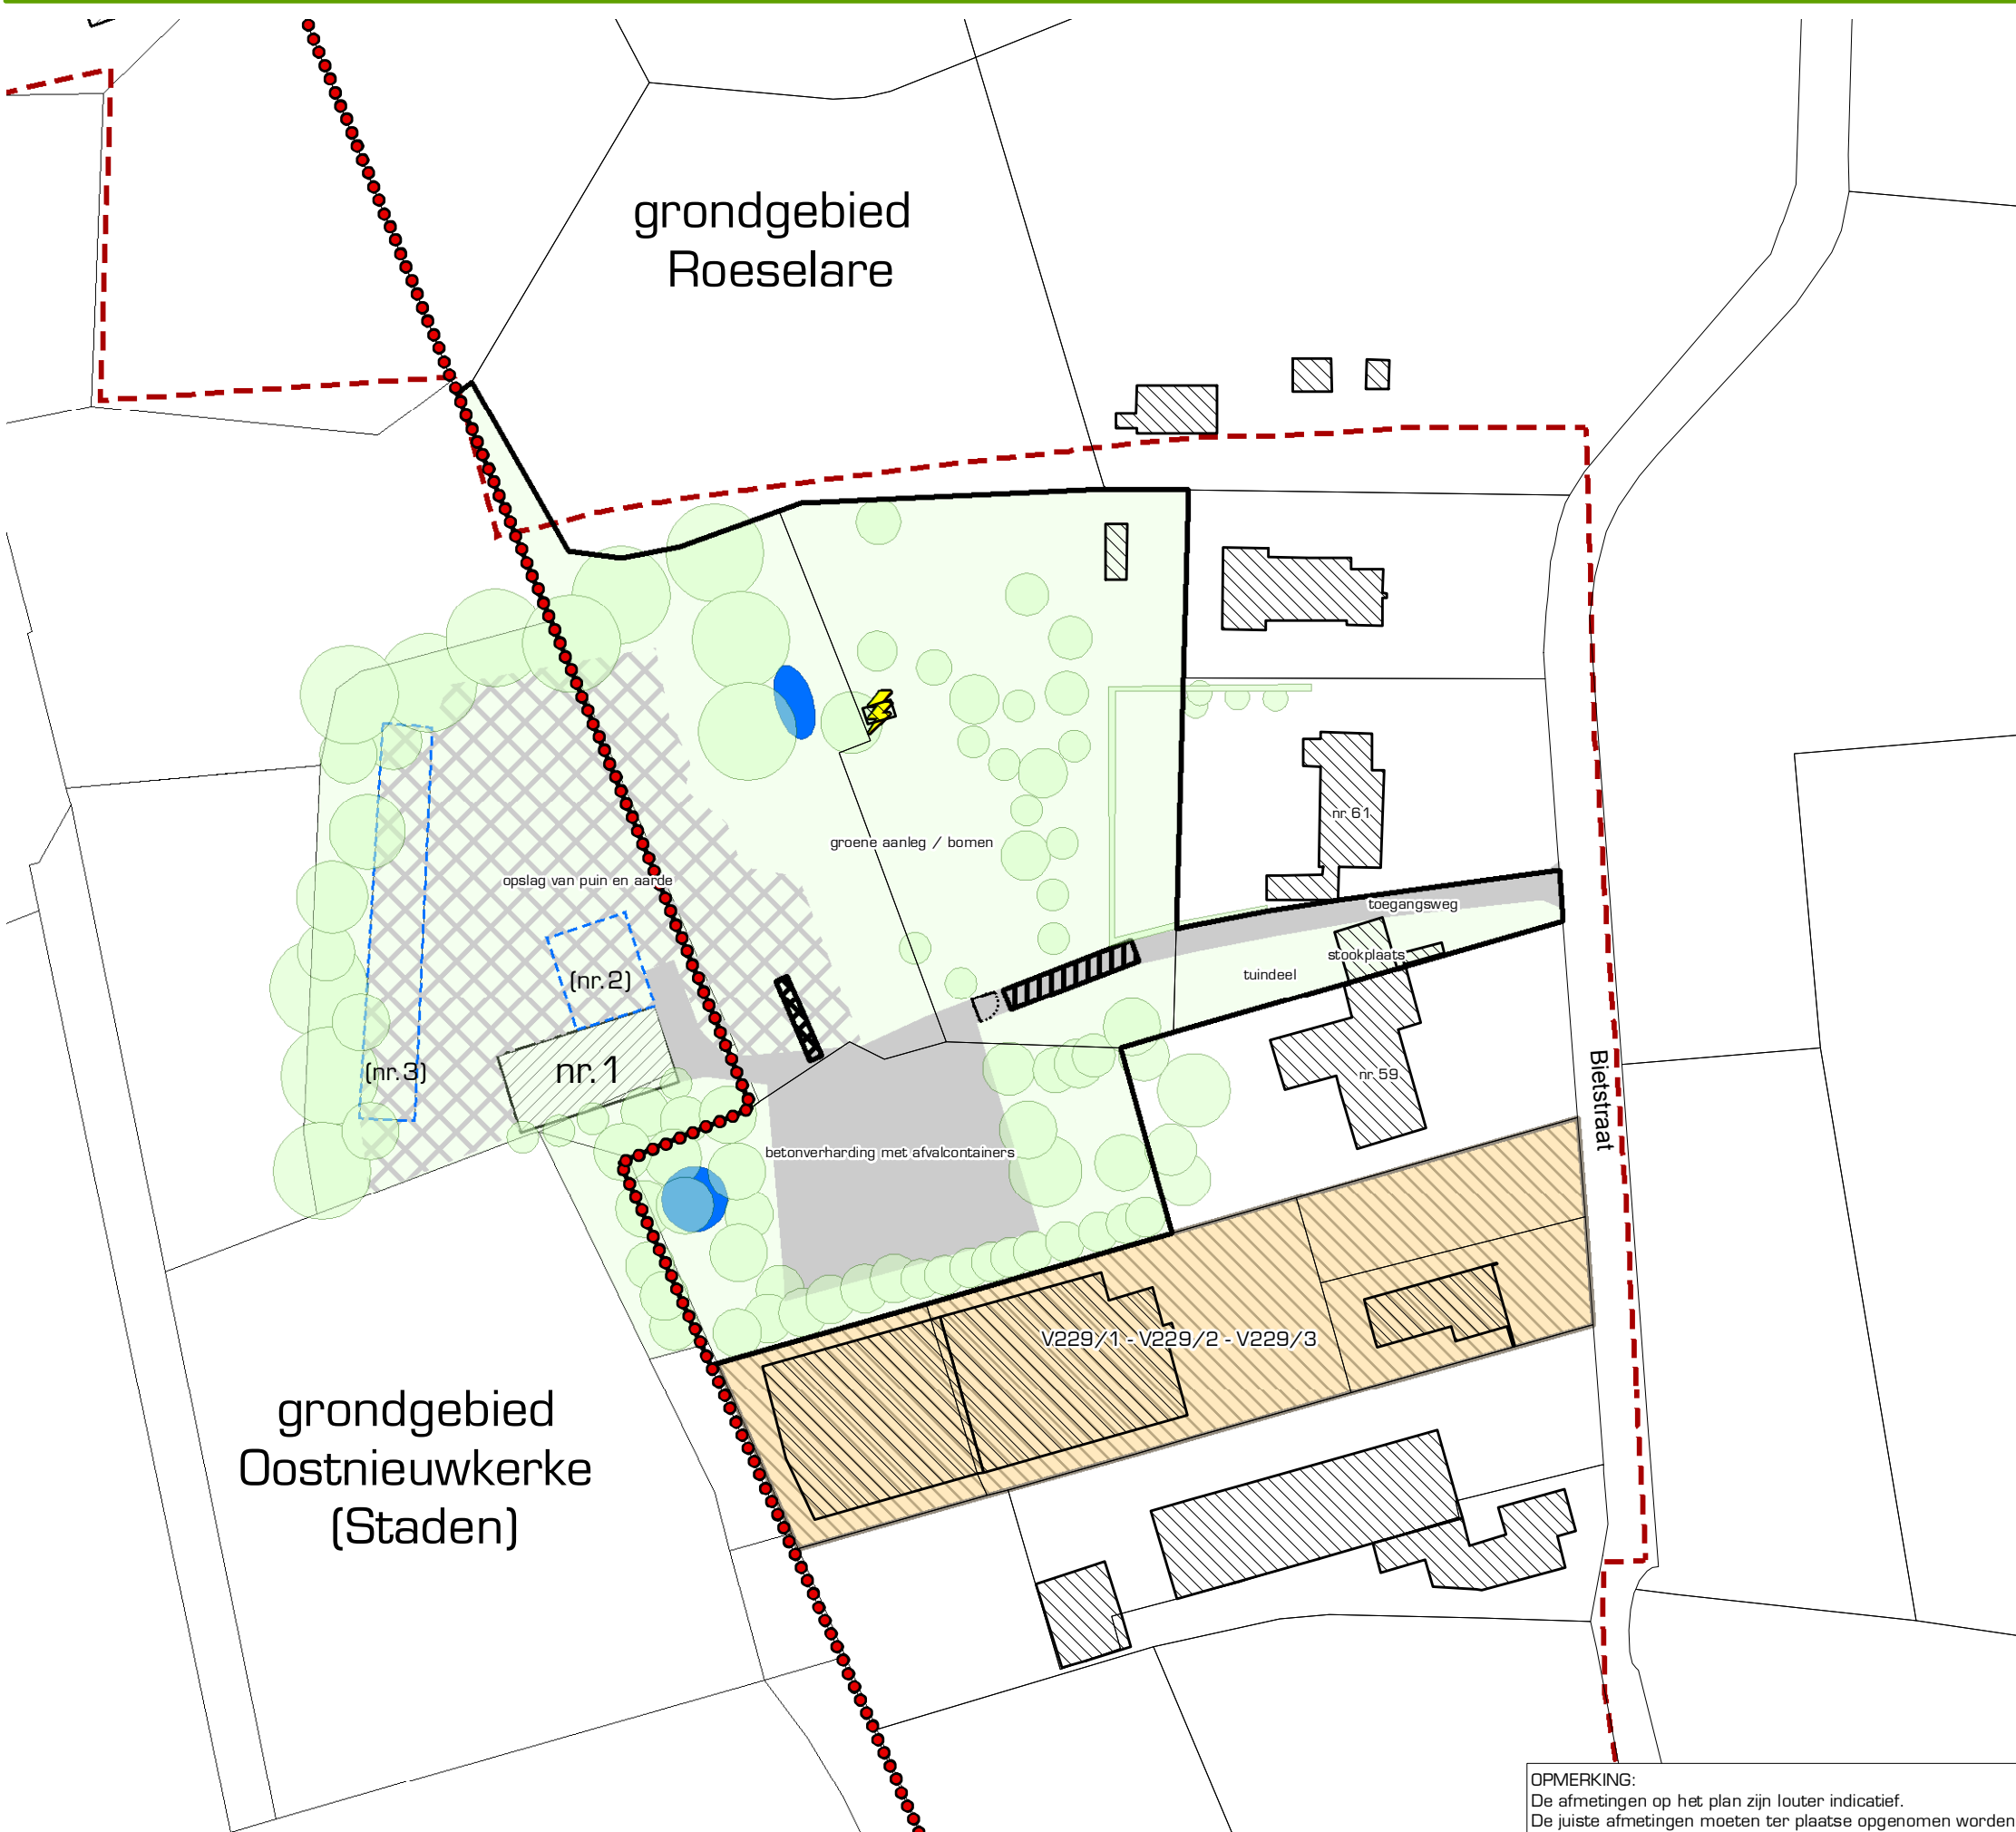 grondgebied
Roeselare
nr 61
groene aanleg / bomen
opslag van puin en aarde
toegangsweg
stookplaats
tuindeel
(nr.2)
(nr.3)
nr.1
nr 59
Bietstraat
betonverharding met afvalcontainers
V229/1 - V229/2 - V229/3
grondgebied
Oostnieuwkerke
(Staden)
OPMERKING:
De afmetingen op het plan zijn louter indicatief.
De juiste afmetingen moeten ter plaatse opgenomen worden